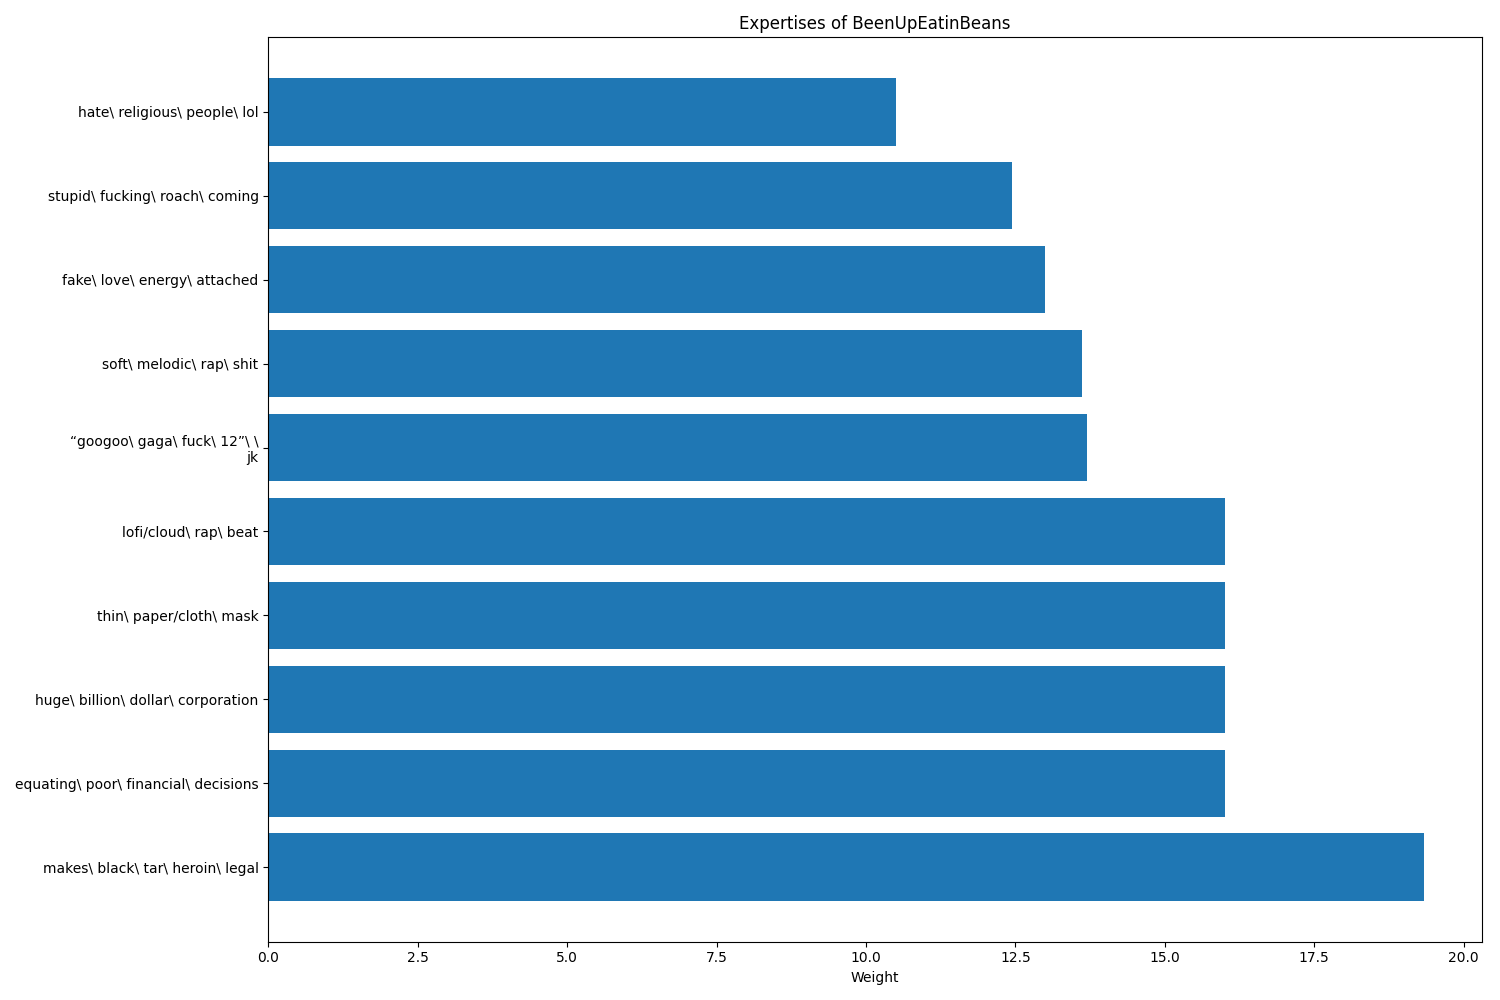 Expertises of BeenUpEatinBeans
hate\ religious\ people\ lol
stupid\ fucking\ roach\ coming
fake\ love\ energy\ attached
soft\ melodic\ rap\ shit
“googoo\ gaga\ fuck\ 12”\ \
jk
lofi/cloud\ rap\ beat
thin\ paper/cloth\ mask
huge\ billion\ dollar\ corporation
equating\ poor\ financial\ decisions
makes\ black\ tar\ heroin\ legal
0.0 2.5 5.0 7.5 10.0 12.5 15.0 17.5 20.0
Weight